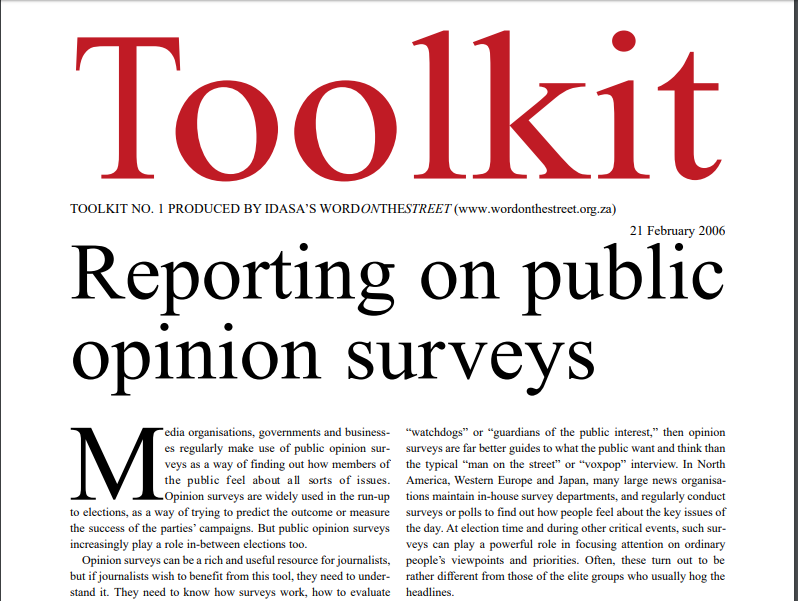 Toolkit
TOOLKIT NO. 1 PRODUCED BY IDASA'S WORDONTHESTREET (www.wordonthestreet.org.za)
21 February 2006
Reporting on public
opinion surveys
Media organisations, governments and business-
es regularly make use of public opinion sur-
veys as a way of finding out how members of
the public feel about all sorts of issues.
Opinion surveys are widely used in the run-up
to elections, as a way of trying to predict the outcome or measure
the success of the parties' campaigns. But public opinion surveys
increasingly play a role in-between elections too.
Opinion surveys can be a rich and useful resource for journalists,
but if journalists wish to benefit from this tool, they need to under-
stand it. They need to know how surveys work, how to evaluate
“watchdogs” or “guardians of the public interest,” then opinion
surveys are far better guides to what the public want and think than
the typical “man on the street” or “voxpop” interview. In North
America, Western Europe and Japan, many large news organisa-
tions maintain in-house survey departments, and regularly conduct
surveys or polls to find out how people feel about the key issues of
the day. At election time and during other critical events, such sur-
veys can play a powerful role in focusing attention on ordinary
people's viewpoints and priorities. Often, these turn out to be
rather different from those of the elite groups who usually hog the
headlines.